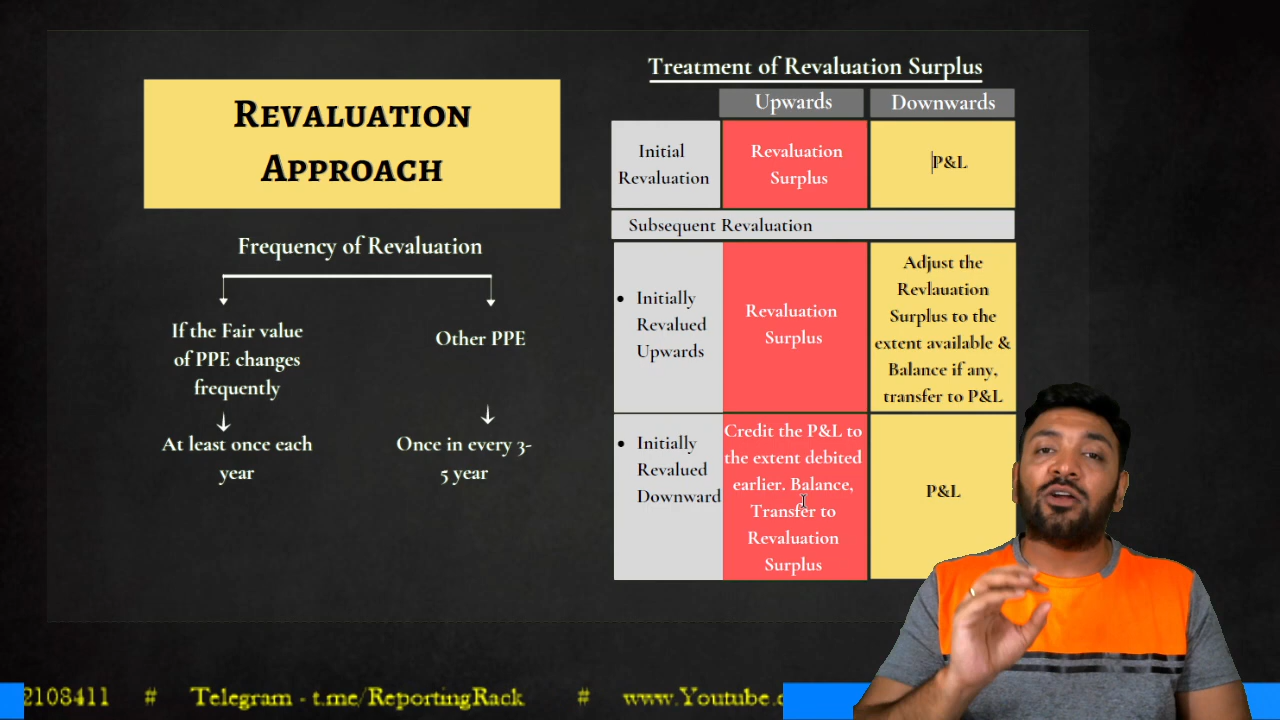 REVALUATION
APPROACH
Frequency of Revaluation
If the Fair value
of PPE changes
frequently
At least once each
year
Other PPE
Once in every 3-
5 year
Treatment of Revaluation Surplus
Upwards
Downwards
Initial
Revaluation
Revaluation
Surplus
P&L
Subsequent Revaluation
• Initially
Revalued
Upwards
Revaluation
Surplus
Adjust the
Revlauation
Surplus to the
extent available &
Balance if any,
transfer to P&L
• Initially
Revalued
Downward
Credit the P&L to
the extent debited
earlier. Balance,
Transfer to
Revaluation
Surplus
P&L
2108411 # Telegram - t.me/ReportingRack # www.Youtube.